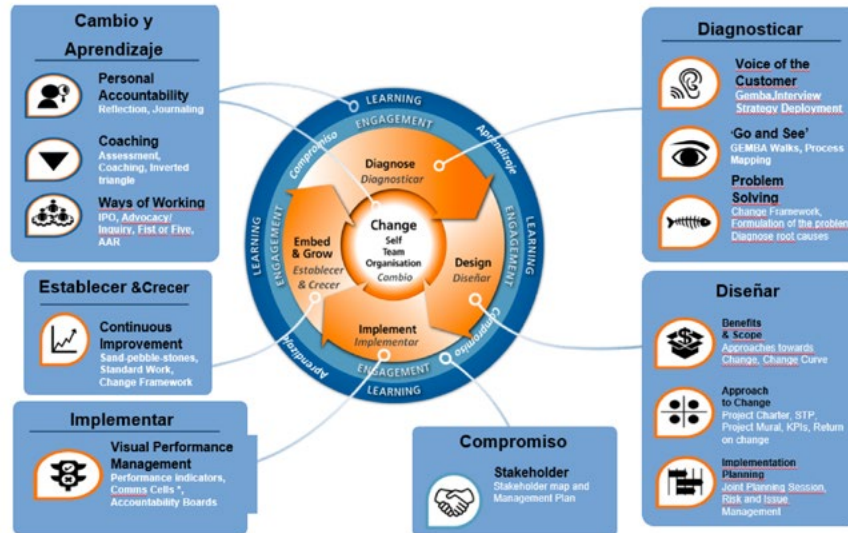 Cambio y
Aprendizaje
Personal
Accountability
Reflection, Journaling
Coaching
Assessment,
Coaching, Inverted
triangle
Ways of Working
IPO, Advocacy/
Inquiry, Fist or Five,
AAR
Establecer &Crecer
Continuous
Improvement
Sand-pebble-stones,
Standard Work,
Change Framework
Implementar
Visual Performance
Management
Performance indicators,
Comms Cells *,
Accountability Boards
LEARNING
ENGAGEMENT
Compromiso
Aprendizaje
Diagnose
Diagnosticar
LEARNING
ENGAGEMENT
Embed
& Grow
Establecer
& Crecer
Change
Self
Team
Organisation
Cambio
Design
Diseñar
ENGAGEMENT
LEARNING
Implement
Implementar
Aprendizaje
Compromiso
ENGAGEMENT
LEARNING
Compromiso
Stakeholder
Stakeholder map and
Management Plan
Diagnosticar
Voice of the
Customer
Gemba,Interview
Strategy Deployment
‘Go and See’
GEMBA Walks, Process
Mapping
Problem
Solving
Change Framework,
Formulation of the problem
Diagnose root causes
Diseñar
Benefits
& Scope
Approaches towards
Change, Change Curve
Approach
to Change
Project Charter, STP,
Project Mural, KPIs, Return
on change
Implementation
Planning
Joint Planning Session,
Risk and Issue
Management